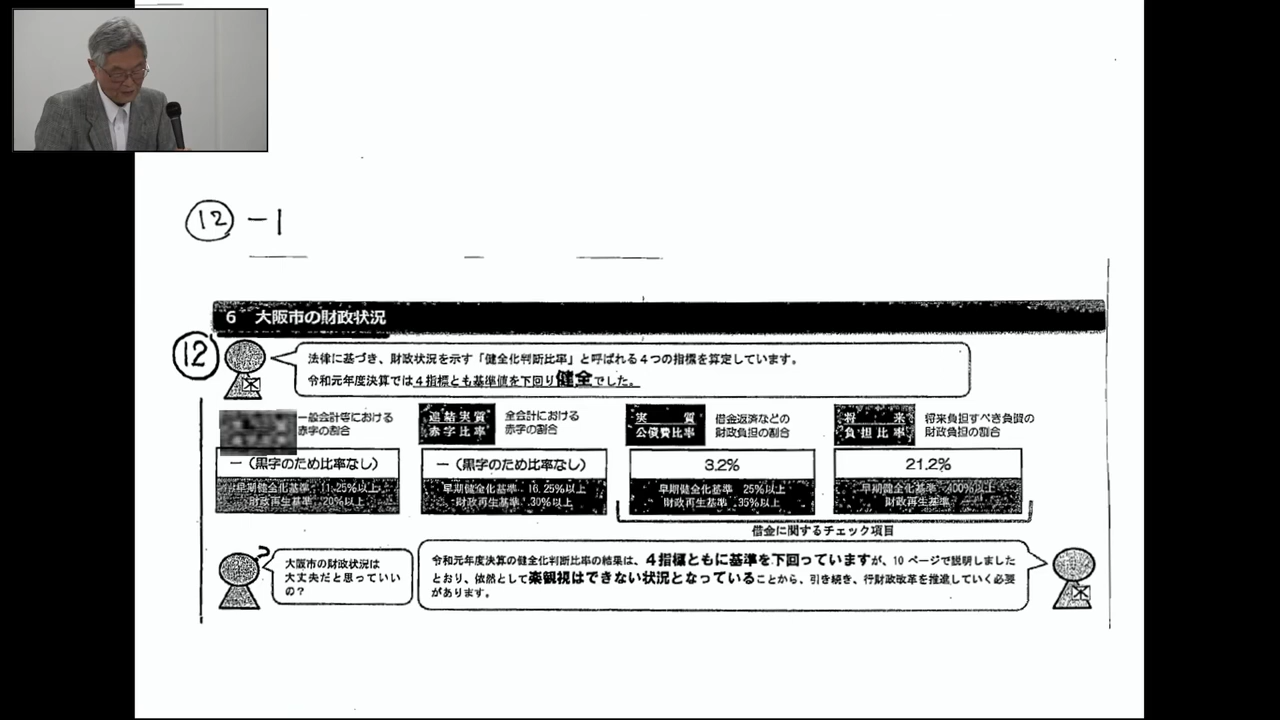 ⑫ー1
6 大阪市の財政状況
⑫
法律に基づき、財政状況を示す「健全化判断比率」と呼ばれる４つの指標を算定しています。
令和元年度決算では４指標とも基準値を下回り健全でした。
一般会計等における
赤字の割合
ー（黒字のため比率なし）
早期健全化基準 11.25%以上
財政再生基準 20%以上
連結実質
赤字比率
全会計における
赤字の割合
ー（黒字のため比率なし）
早期健全化基準 16.25%以上
財政再生基準 30%以上
実質
公債費比率
借金返済などの
財政負担の割合
3.2%
早期健全化基準 25%以上
財政再生基準 35%以上
将来
負担比率
将来負担すべき負債の
財政負担の割合
21.2%
早期健全化基準 400%以上
財政再生基準
借金に関するチェック項目
?
大阪市の財政状況は
大丈夫だと思っていい
の？
令和元年度決算の健全化判断比率の結果は、４指標ともに基準を下回っていますが、10 ページで説明しました
とおり、依然として楽観視はできない状況となっていることから、引き続き、行財政改革を推進していく必要
があります。